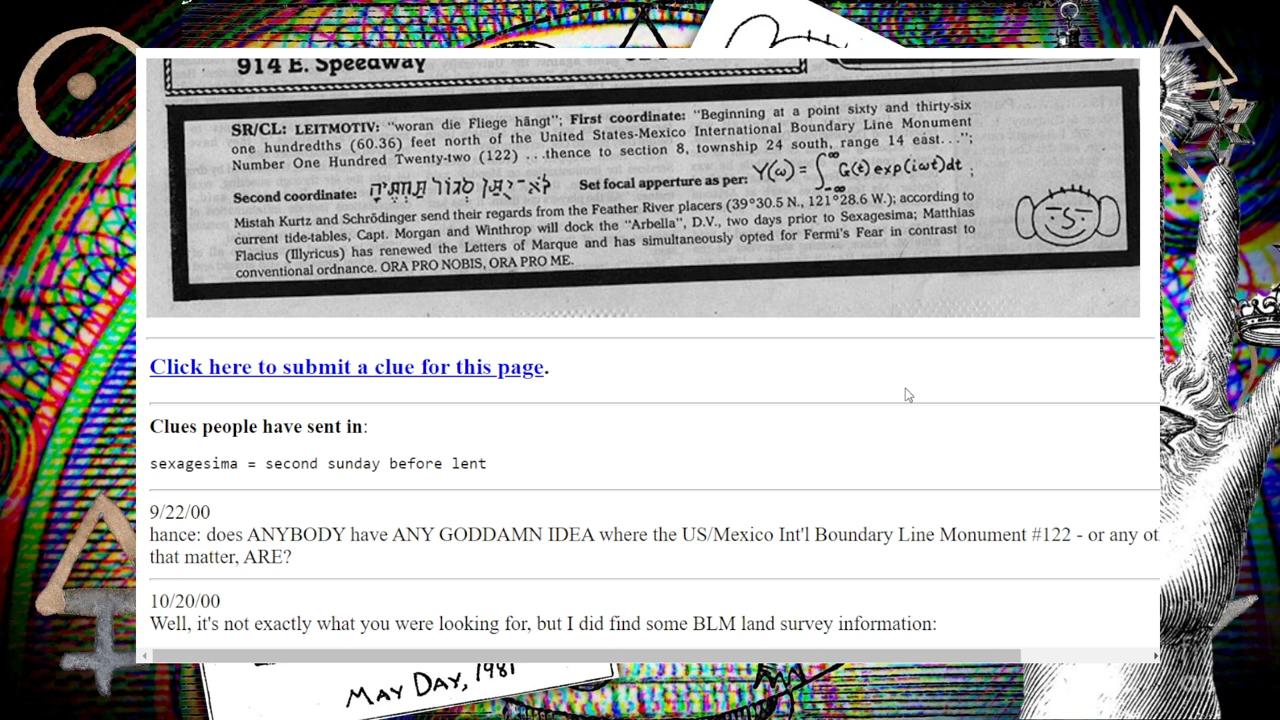 914 E. Speedway
SR/CL: LEITMOTIV: "woran die Fliege hängt"; First coordinate: "Beginning at a point sixty and thirty-six
one hundredths (60.36) feet north of the United States-Mexico International Boundary Line Monument
Number One Hundred Twenty-two (122) ...thence to section 8, township 24 south, range 14 east...";
Second coordinate: לֹא־יִתֵּן סְגוֹר תַּחְתֶּיהָ Set focal apperture as per: Y(ω) = ∫ G(t) exp(iωt)dt ;
Mistah Kurtz and Schrödinger send their regards from the Feather River placers (39°30.5 N., 121°28.6 W.); according to
current tide-tables, Capt. Morgan and Winthrop will dock the "Arbella", D.V., two days prior to Sexagesima; Matthias
Flacius (Illyricus) has renewed the Letters of Marque and has simultaneously opted for Fermi's Fear in contrast to
conventional ordnance. ORA PRO NOBIS, ORA PRO ME.
Click here to submit a clue for this page.
Clues people have sent in:
sexagesima = second sunday before lent
9/22/00
hance: does ANYBODY have ANY GODDAMN IDEA where the US/Mexico Int'l Boundary Line Monument #122 - or any ot
that matter, ARE?
10/20/00
Well, it's not exactly what you were looking for, but I did find some BLM land survey information:
MAY DAY, 1981